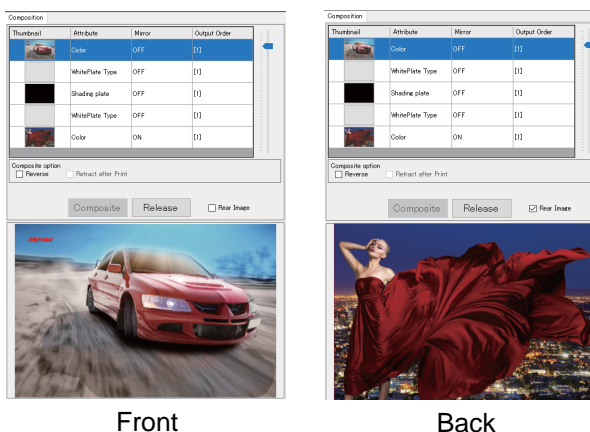 Composition
Thumbnail Attribute Mirror Output Order
Color OFF [1]
WhitePlate Type OFF [1]
Shading plate OFF [1]
WhitePlate Type OFF [1]
Color ON [1]
Composite option
Reverse Retract after Print
Composite Release Rear Image
Front
Composition
Thumbnail Attribute Mirror Output Order
Color OFF [1]
WhitePlate Type OFF [1]
Shading plate OFF [1]
WhitePlate Type OFF [1]
Color ON [1]
Composite option
Reverse Retract after Print
Composite Release Rear Image
Back